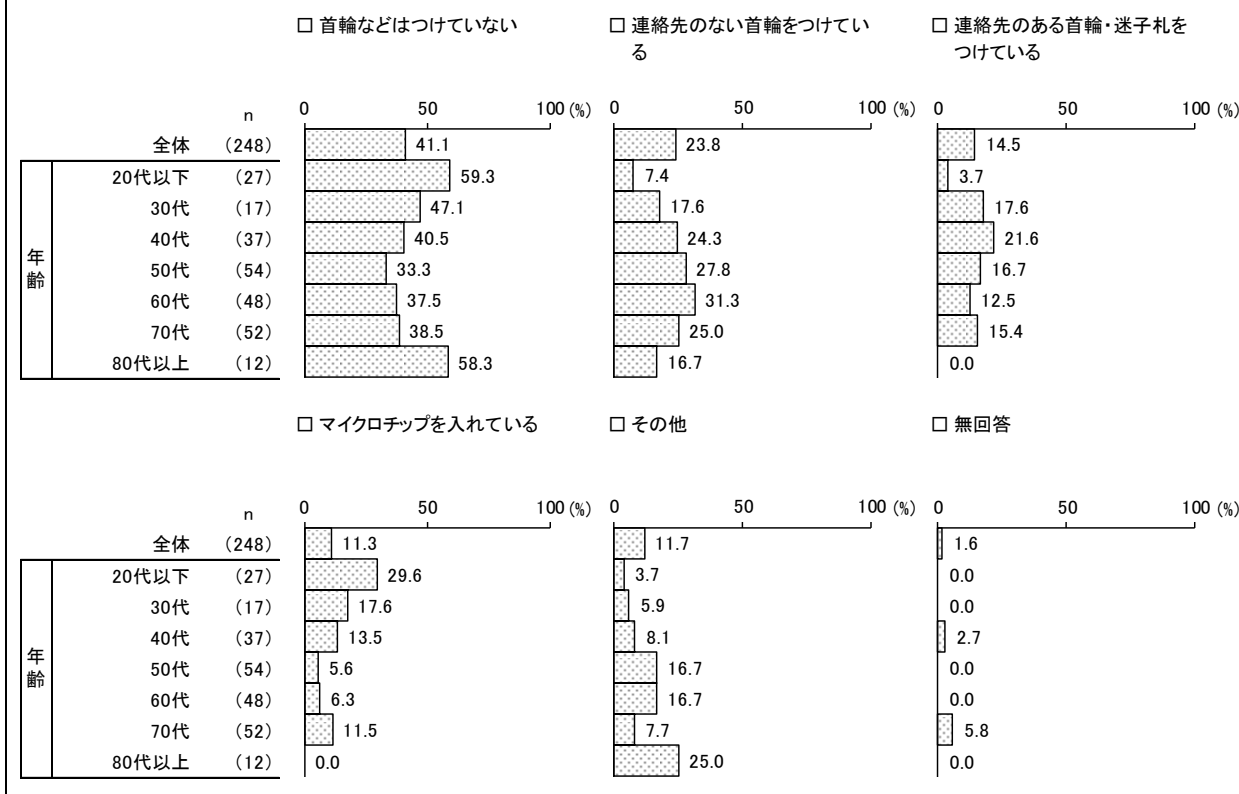 □ 首輪などはつけていない □ 連絡先のない首輪をつけてい □ 連絡先のある首輪・迷子札を
る つけている
n 0 50 100 (%) 0 50 100 (%) 0 50 100 (%)
全体 (248) 41.1 23.8 14.5
20代以下 (27) 59.3 7.4 3.7
30代 (17) 47.1 17.6 17.6
40代 (37) 40.5 24.3 21.6
年齢
50代 (54) 33.3 27.8 16.7
60代 (48) 37.5 31.3 12.5
70代 (52) 38.5 25.0 15.4
80代以上 (12) 58.3 16.7 0.0
□ マイクロチップを入れている □ その他 □ 無回答
n 0 50 100 (%) 0 50 100 (%) 0 50 100 (%)
全体 (248) 11.3 11.7 1.6
20代以下 (27) 29.6 3.7 0.0
30代 (17) 17.6 5.9 0.0
40代 (37) 13.5 8.1 2.7
年齢
50代 (54) 5.6 16.7 0.0
60代 (48) 6.3 16.7 0.0
70代 (52) 11.5 7.7 5.8
80代以上 (12) 0.0 25.0 0.0